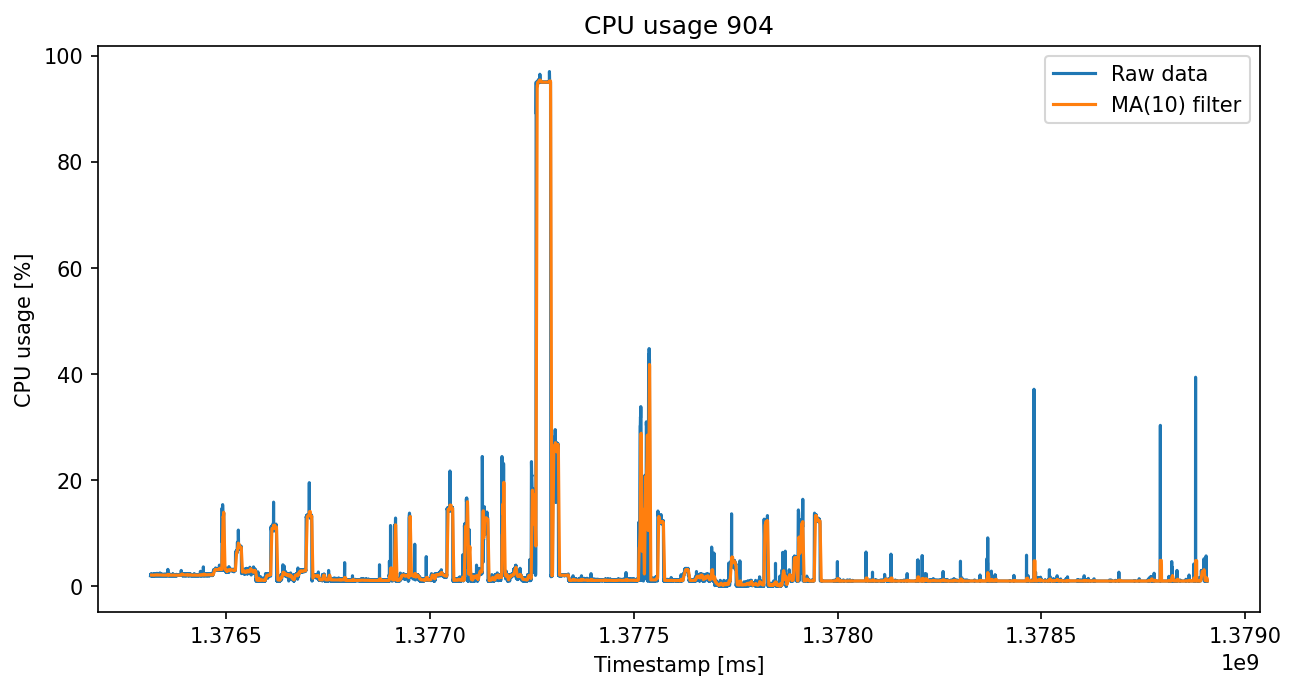 CPU usage 904
Raw data
MA(10) filter
CPU usage [%]
100
80
60
40
20
0
1.3765 1.3770 1.3775 1.3780 1.3785 1.3790
1e9
Timestamp [ms]